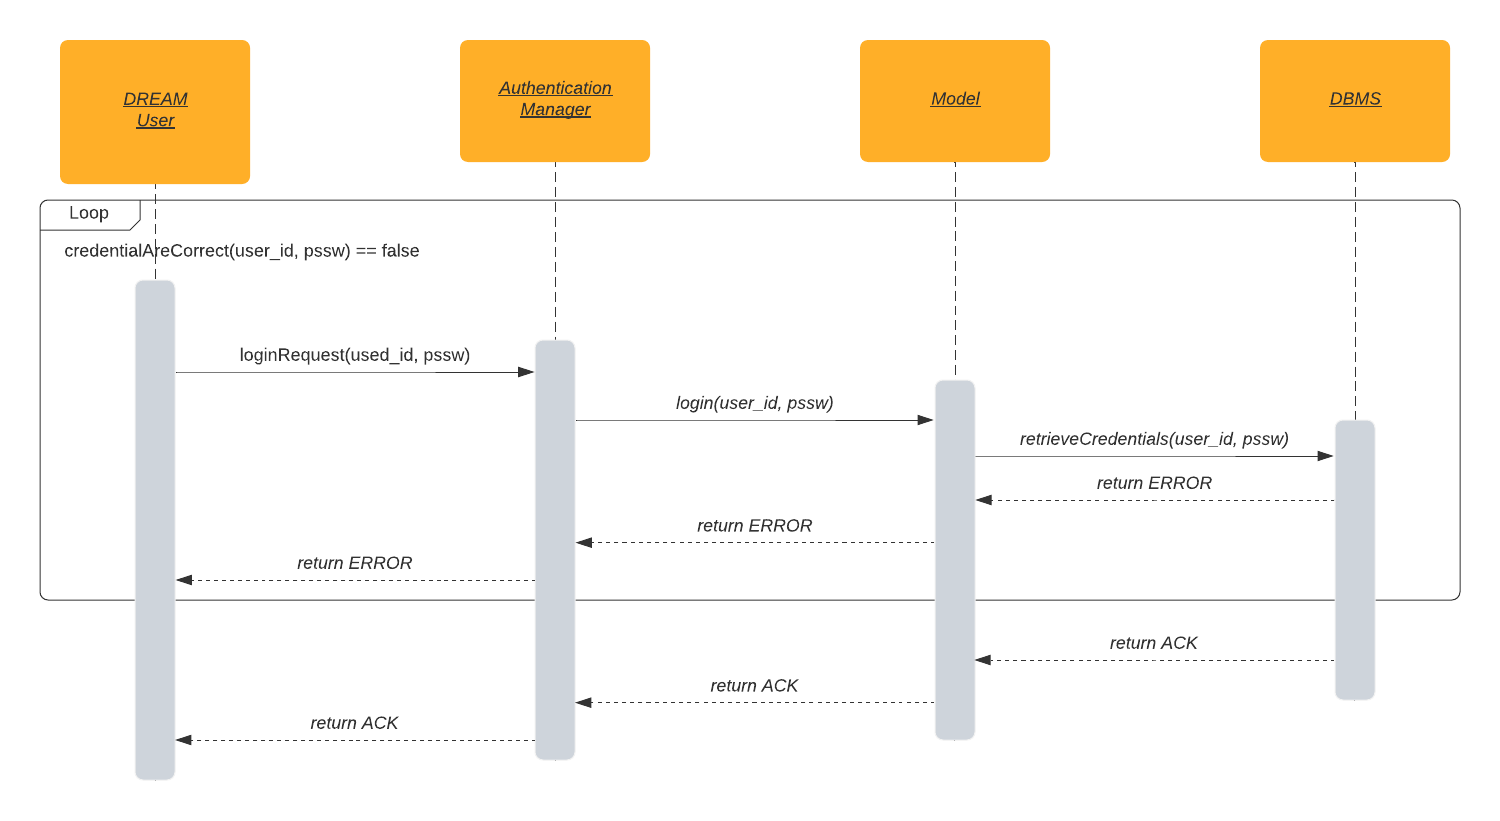 DREAM
User
Authentication
Manager
Model
DBMS
Loop
credentialAreCorrect(user_id, pssw) == false
loginRequest(used_id, pssw)
login(user_id, pssw)
retrieveCredentials(user_id, pssw)
return ERROR
return ERROR
return ERROR
return ACK
return ACK
return ACK